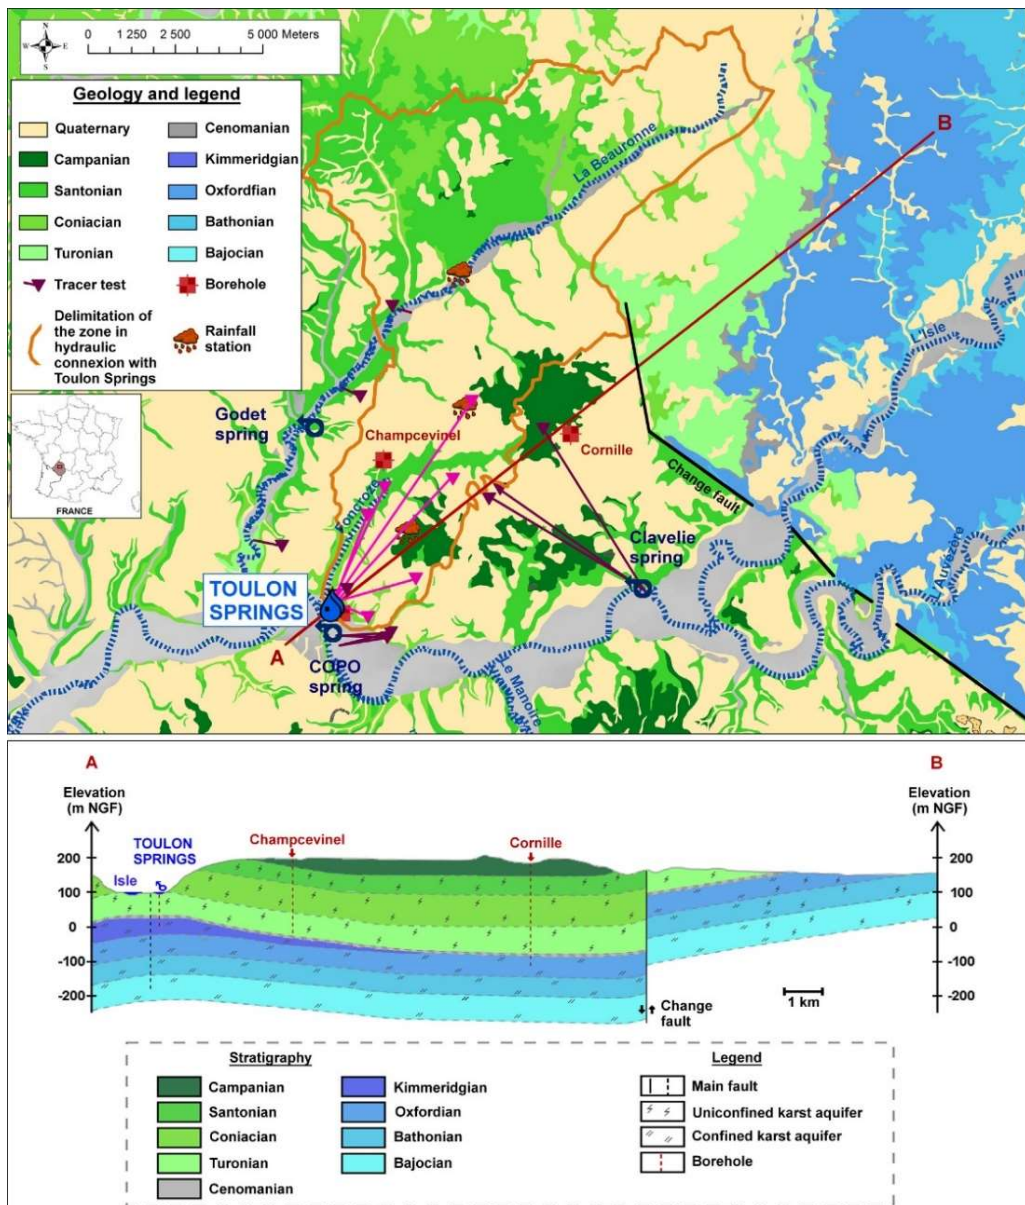 N
W E
S
0 1 250 2 500 5 000 Meters
Geology and legend
Quaternary
Cenomanian
Campanian
Kimmeridgian
Santonian
Oxfordian
Coniacian
Bathonian
Turonian
Bajocian
Tracer test
Borehole
Delimitation of
the zone in
hydraulic
connexion with
Toulon Springs
Rainfall
station
FRANCE
La Beauronne
B
L'Isle
Godet
spring
Champcevinel
Cornille
Change fault
Clavelie
spring
L'Auvézère
TOULON
SPRINGS
A
COPO
spring
Le Manoire
A
B
Elevation
(m NGF)
Elevation
(m NGF)
TOULON
SPRINGS
Champcevinel
Cornille
Isle
200
100
0
-100
-200
200
100
0
-100
-200
1 km
Change
fault
Stratigraphy
Legend
Campanian
Kimmeridgian
Main fault
Santonian
Oxfordian
Uniconfined karst aquifer
Coniacian
Bathonian
Confined karst aquifer
Turonian
Bajocian
Borehole
Cenomanian